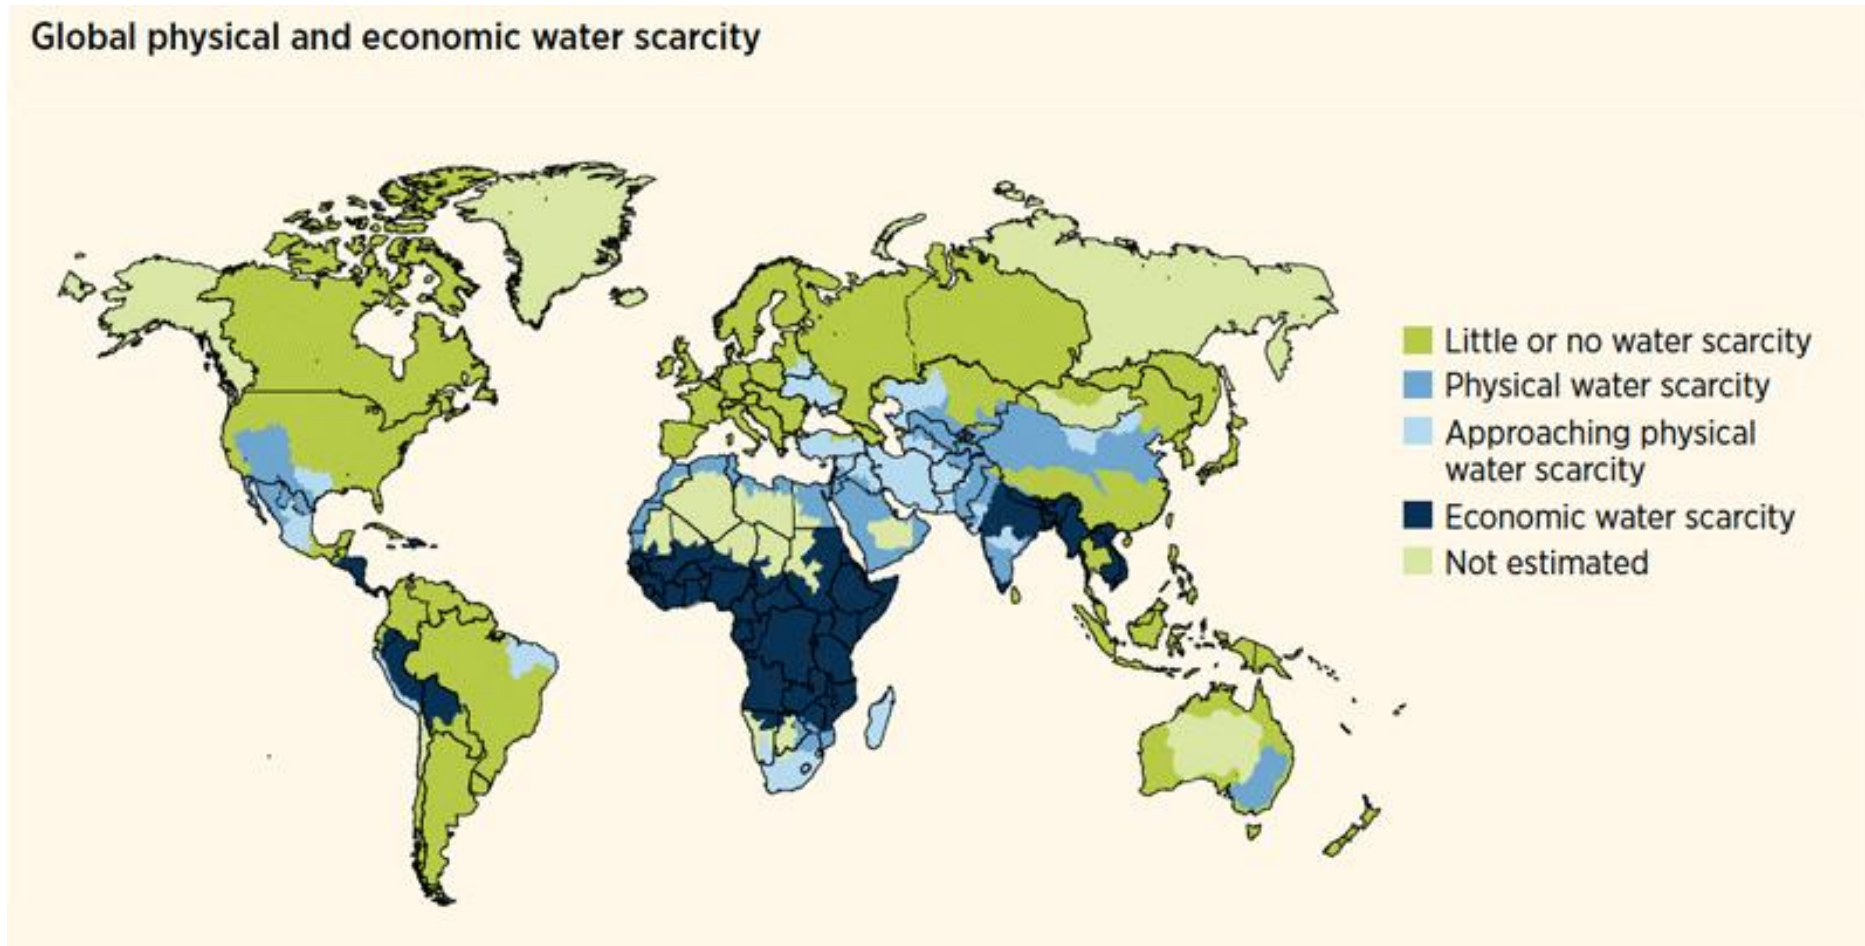 Global physical and economic water scarcity
Little or no water scarcity
Physical water scarcity
Approaching physical
water scarcity
Economic water scarcity
Not estimated